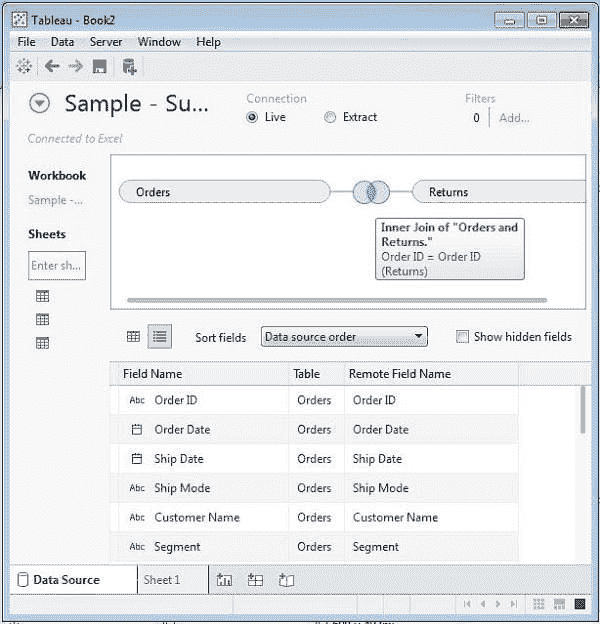 Tableau - Book2
File Data Server Window Help
Sample - Su...
Connection
Live Extract
Filters
0 Add...
Connected to Excel
Workbook
Sample -...
Sheets
Enter sh...
Orders
Returns
Inner Join of "Orders and
Returns."
Order ID = Order ID
(Returns)
Sort fields Data source order Show hidden fields
Field Name Table Remote Field Name
Abc Order ID Orders Order ID
Order Date Orders Order Date
Ship Date Orders Ship Date
Abc Ship Mode Orders Ship Mode
Abc Customer Name Orders Customer Name
Abc Segment Orders Segment
Data Source Sheet 1